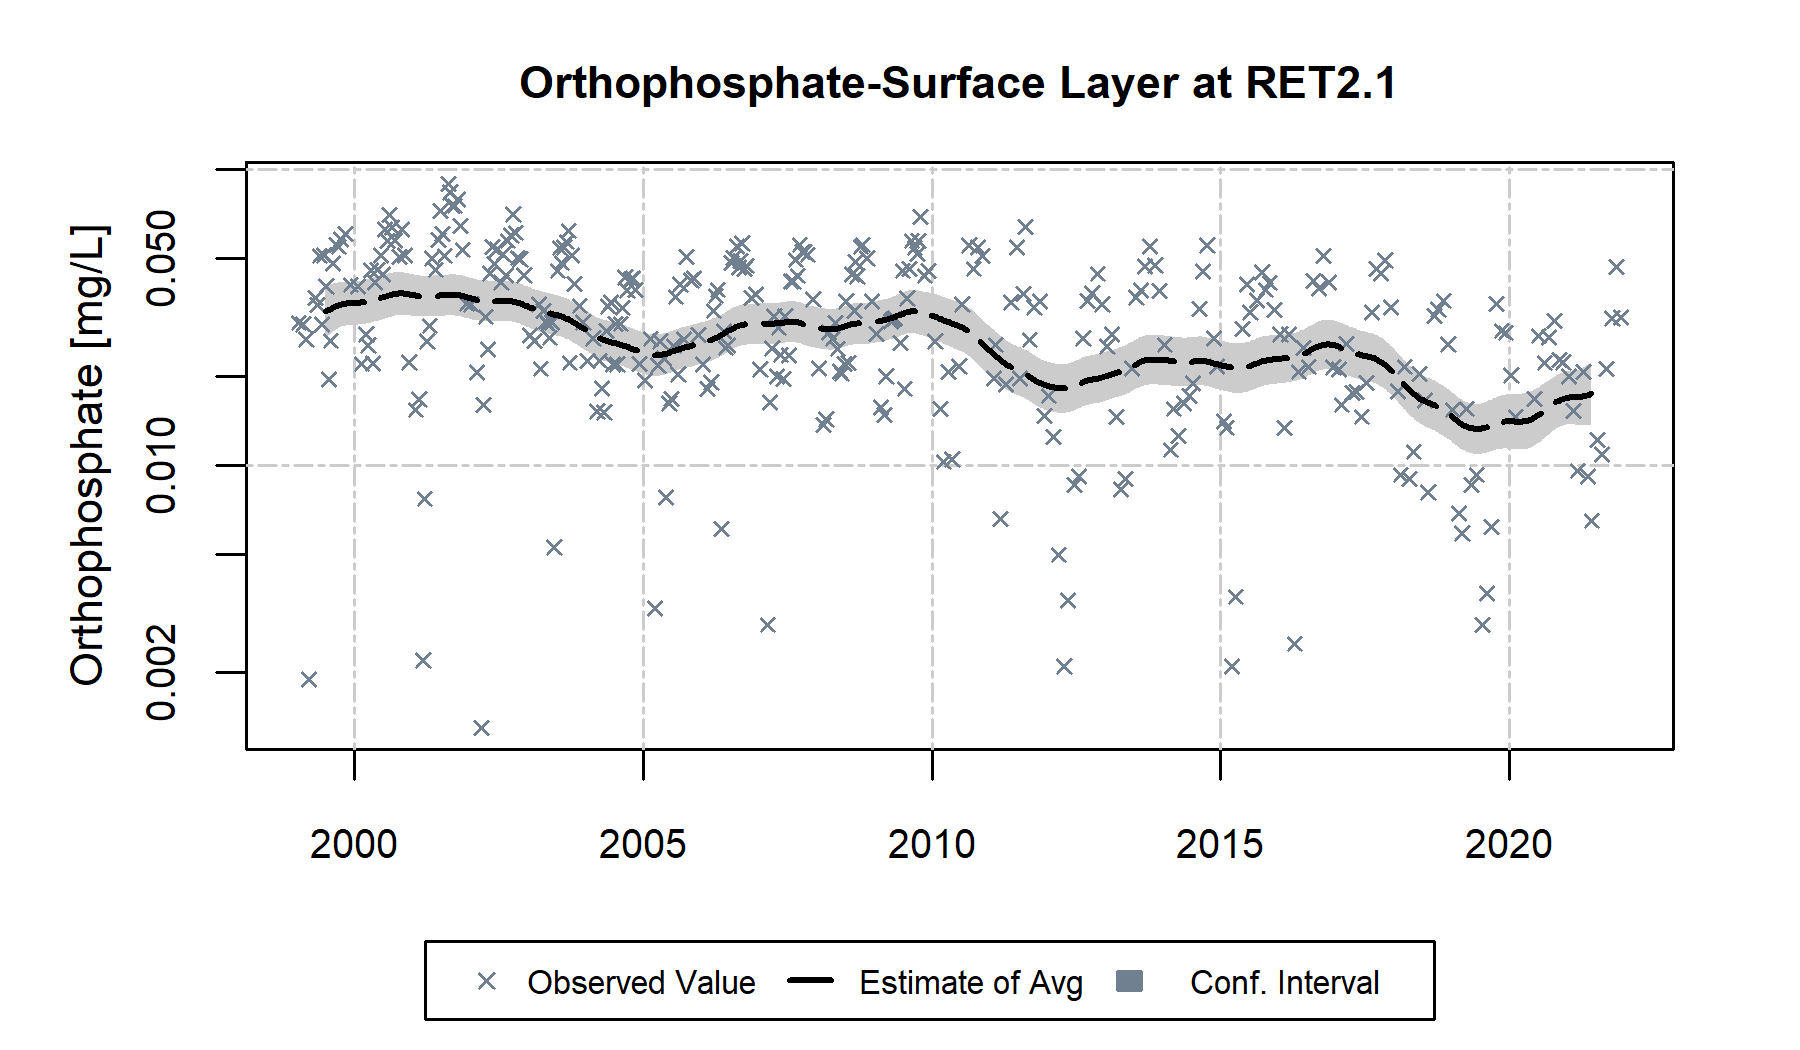 Orthophosphate-Surface Layer at RET2.1
Orthophosphate [mg/L]
0.050
0.010
0.002
2000 2005 2010 2015 2020
Observed Value Estimate of Avg Conf. Interval